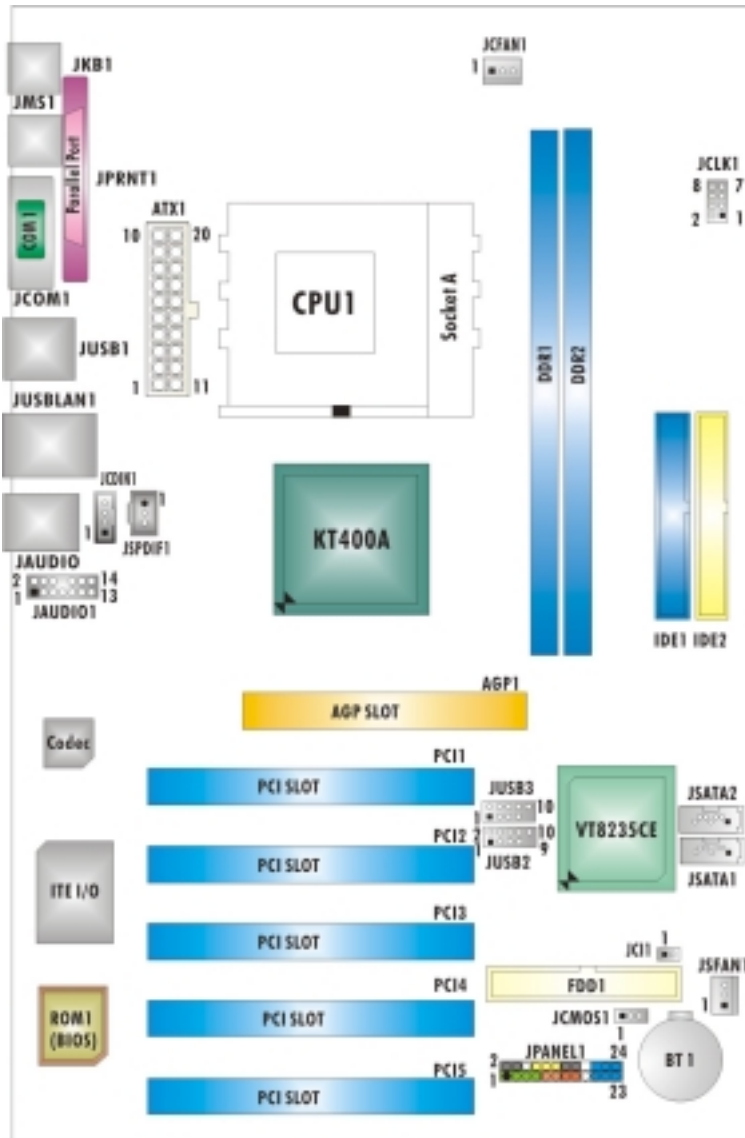 JCFAN1
1
JKB1
JMS1
Parallel Port
JPRNT1
COM 1
JCOM1
ATX1
10 20
1 11
CPU1
Socket A
DDR1
DDR2
JCLK1
8 7
2 1
JUSB1
JUSBLAN1
JCDIN1
1
1
JSPDIF1
JAUDIO
2 14
1 13
JAUDIO1
KT400A
IDE1 IDE2
AGP1
AGP SLOT
Codec
PCI1
PCI SLOT
JUSB3
10
1
2 10
1 9
JUSB2
VT8235CE
JSATA2
JSATA1
PCI2
PCI SLOT
ITE I/O
PCI3
PCI SLOT
JCI1
1
JSFAN1
1
FDD1
PCI4
PCI SLOT
ROM1
(BIOS)
JCMOS1
1
JPANEL1
24
2
1
23
BT 1
PCI5
PCI SLOT